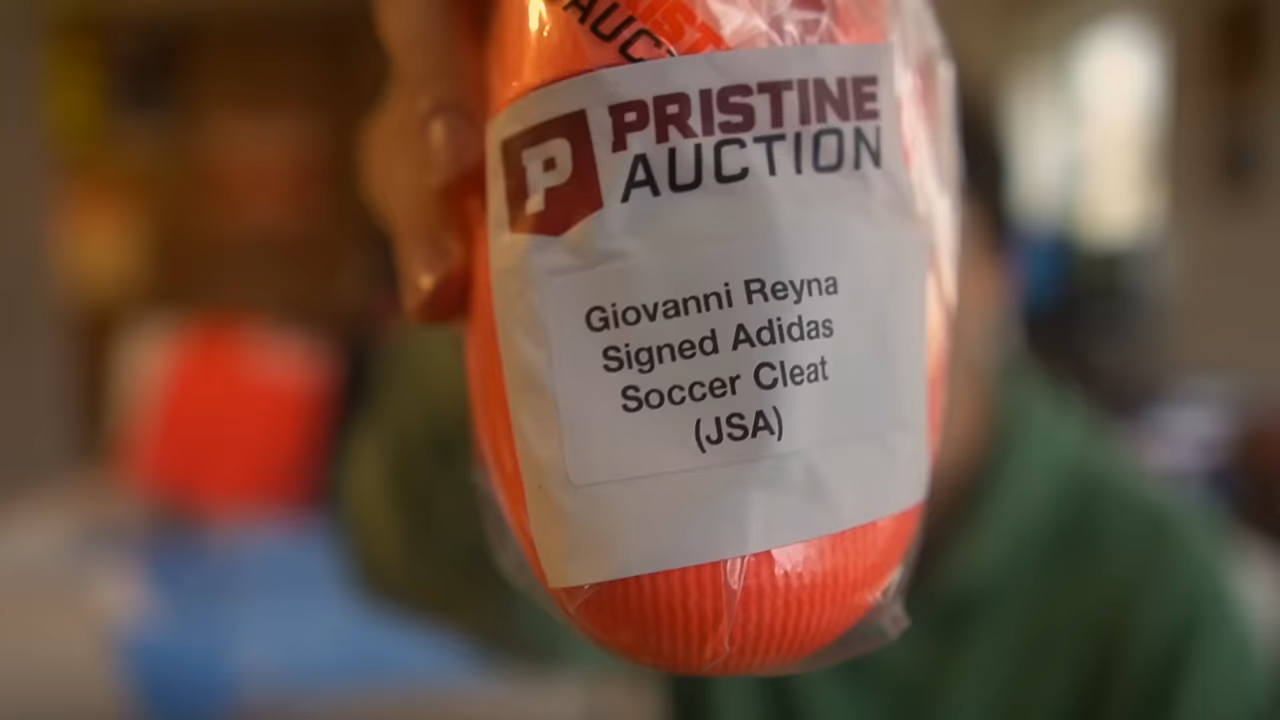 P
PRISTINE
AUCTION
Giovanni Reyna
Signed Adidas
Soccer Cleat
(JSA)